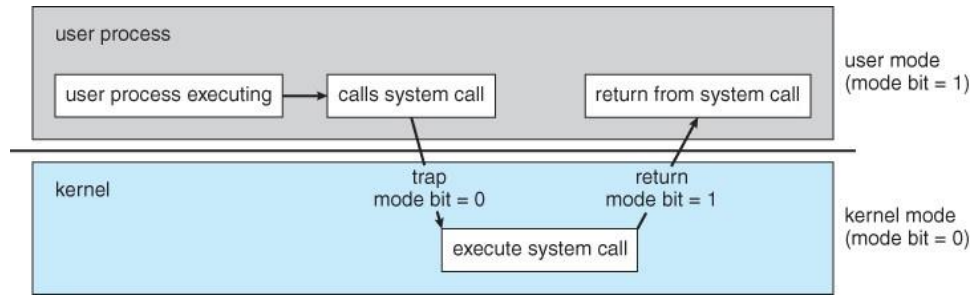 user process
user process executing
calls system call
return from system call
user mode
(mode bit = 1)
kernel
trap
mode bit = 0
return
mode bit = 1
execute system call
kernel mode
(mode bit = 0)